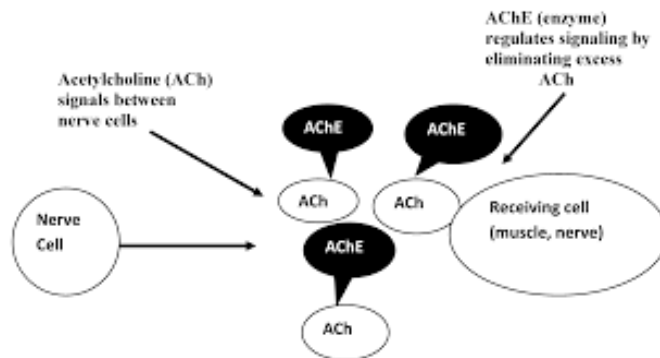 AChE (enzyme)
regulates signaling by
eliminating excess
ACh
Acetylcholine (ACh)
signals between
nerve cells
AChE
AChE
ACh
ACh
Nerve
Cell
Receiving cell
(muscle, nerve)
AChE
ACh